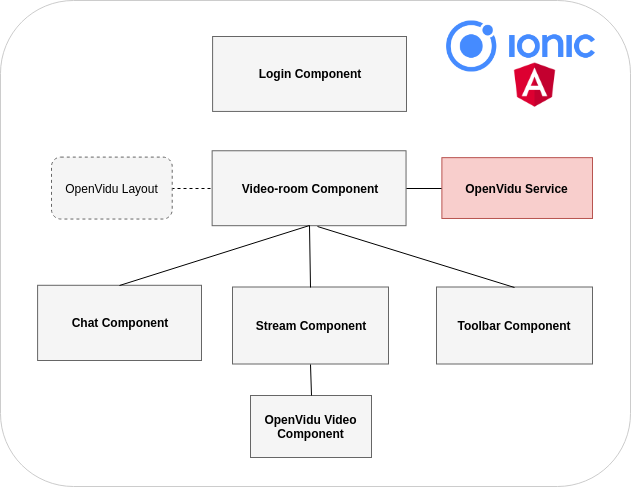 IONIC
A
Login Component
OpenVidu Layout
Video-room Component
OpenVidu Service
Chat Component
Stream Component
Toolbar Component
OpenVidu Video
Component